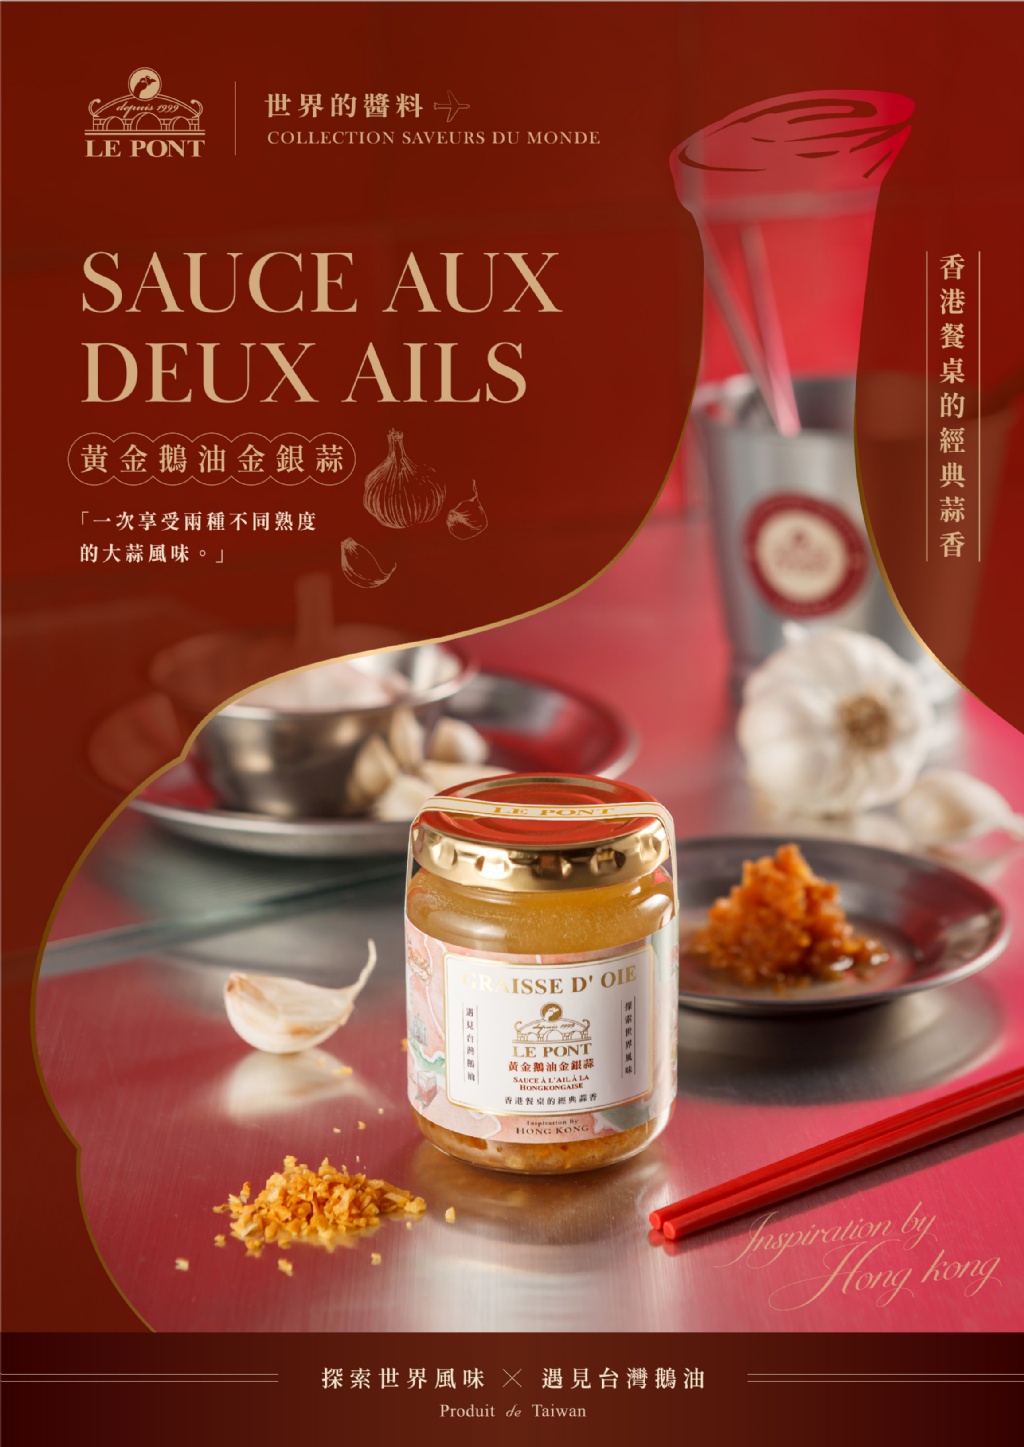 depuis 1999
LE PONT
世界的醬料
COLLECTION SAVEURS DU MONDE
SAUCE AUX
DEUX AILS
黃金鵝油金銀蒜
「一次享受兩種不同熟度
的大蒜風味。」
香港餐桌的經典蒜香
LE PONT
GRAISSE D' OIE
遇見台灣鵝油
探索世界風味
depuis 1999
LE PONT
黃金鵝油金銀蒜
SAUCE À L'AIL À LA
HONGKONGAISE
香港餐桌的經典蒜香
Inspiration by
HONG KONG
Inspiration by
Hong kong
探索世界風味 × 遇見台灣鵝油
Produit de Taiwan